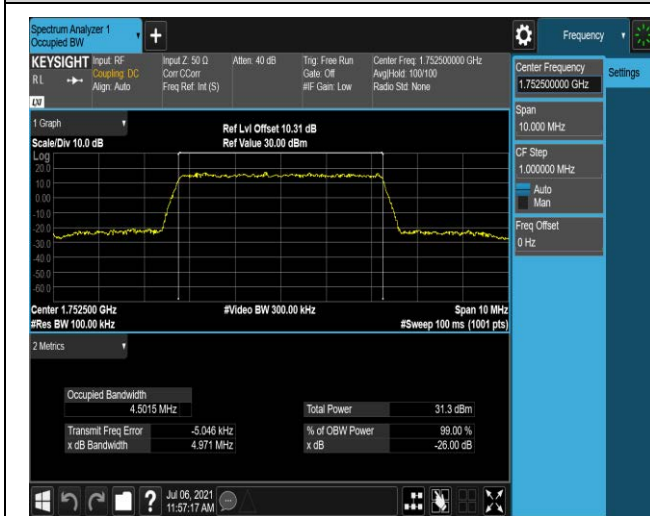 Spectrum Analyzer 1
Occupied BW
Frequency
KEYSIGHT
Input: RF
Coupling: DC
Align: Auto
Input Z: 50 Ω
Corr CCorr
Freq Ref: Int (S)
Atten: 40 dB
Trig: Free Run
Gate: Off
#IF Gain: Low
Center Freq: 1.752500000 GHz
Avg|Hold: 100/100
Radio Std: None
RL
LXI
Center Frequency
1.752500000 GHz
Settings
Span
10.000 MHz
CF Step
1.000000 MHz
Auto
Man
Freq Offset
0 Hz
1 Graph
Scale/Div 10.0 dB
Ref Lvl Offset 10.31 dB
Ref Value 30.00 dBm
Log
20.0
10.0
0.00
-10.0
-20.0
-30.0
-40.0
-50.0
-60.0
Center 1.752500 GHz
#Res BW 100.00 kHz
#Video BW 300.00 kHz
Span 10 MHz
#Sweep 100 ms (1001 pts)
2 Metrics
Occupied Bandwidth
4.5015 MHz
Total Power 31.3 dBm
Transmit Freq Error -5.046 kHz
% of OBW Power 99.00 %
x dB Bandwidth 4.971 MHz
x dB -26.00 dB
?
Jul 06, 2021
11:57:17 AM